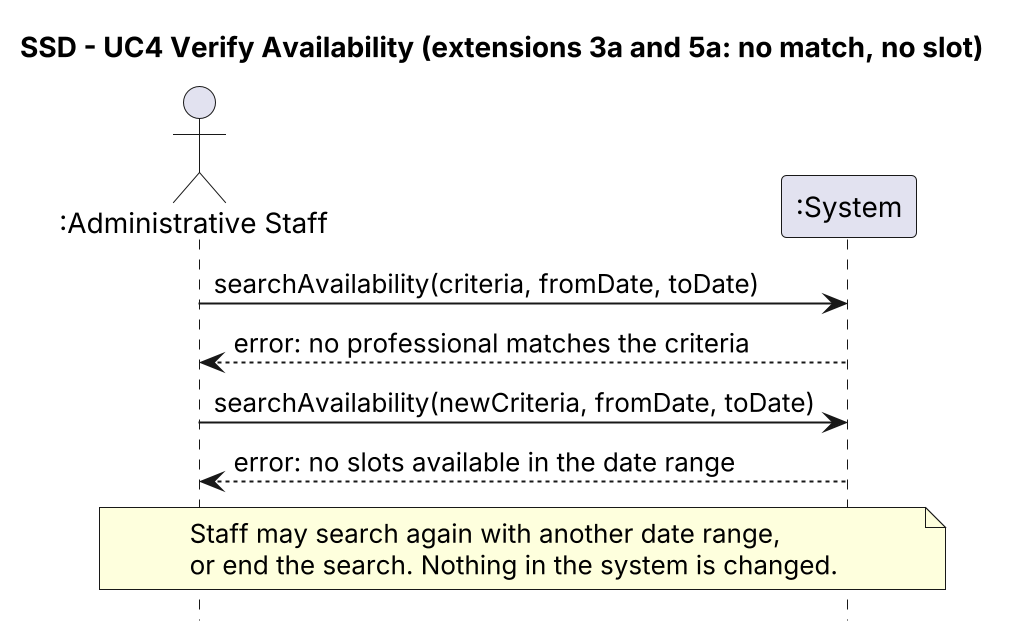 SSD - UC4 Verify Availability (extensions 3a and 5a: no match, no slot)
:Administrative Staff
:System
searchAvailability(criteria, fromDate, toDate)
error: no professional matches the criteria
searchAvailability(newCriteria, fromDate, toDate)
error: no slots available in the date range
Staff may search again with another date range,
or end the search. Nothing in the system is changed.